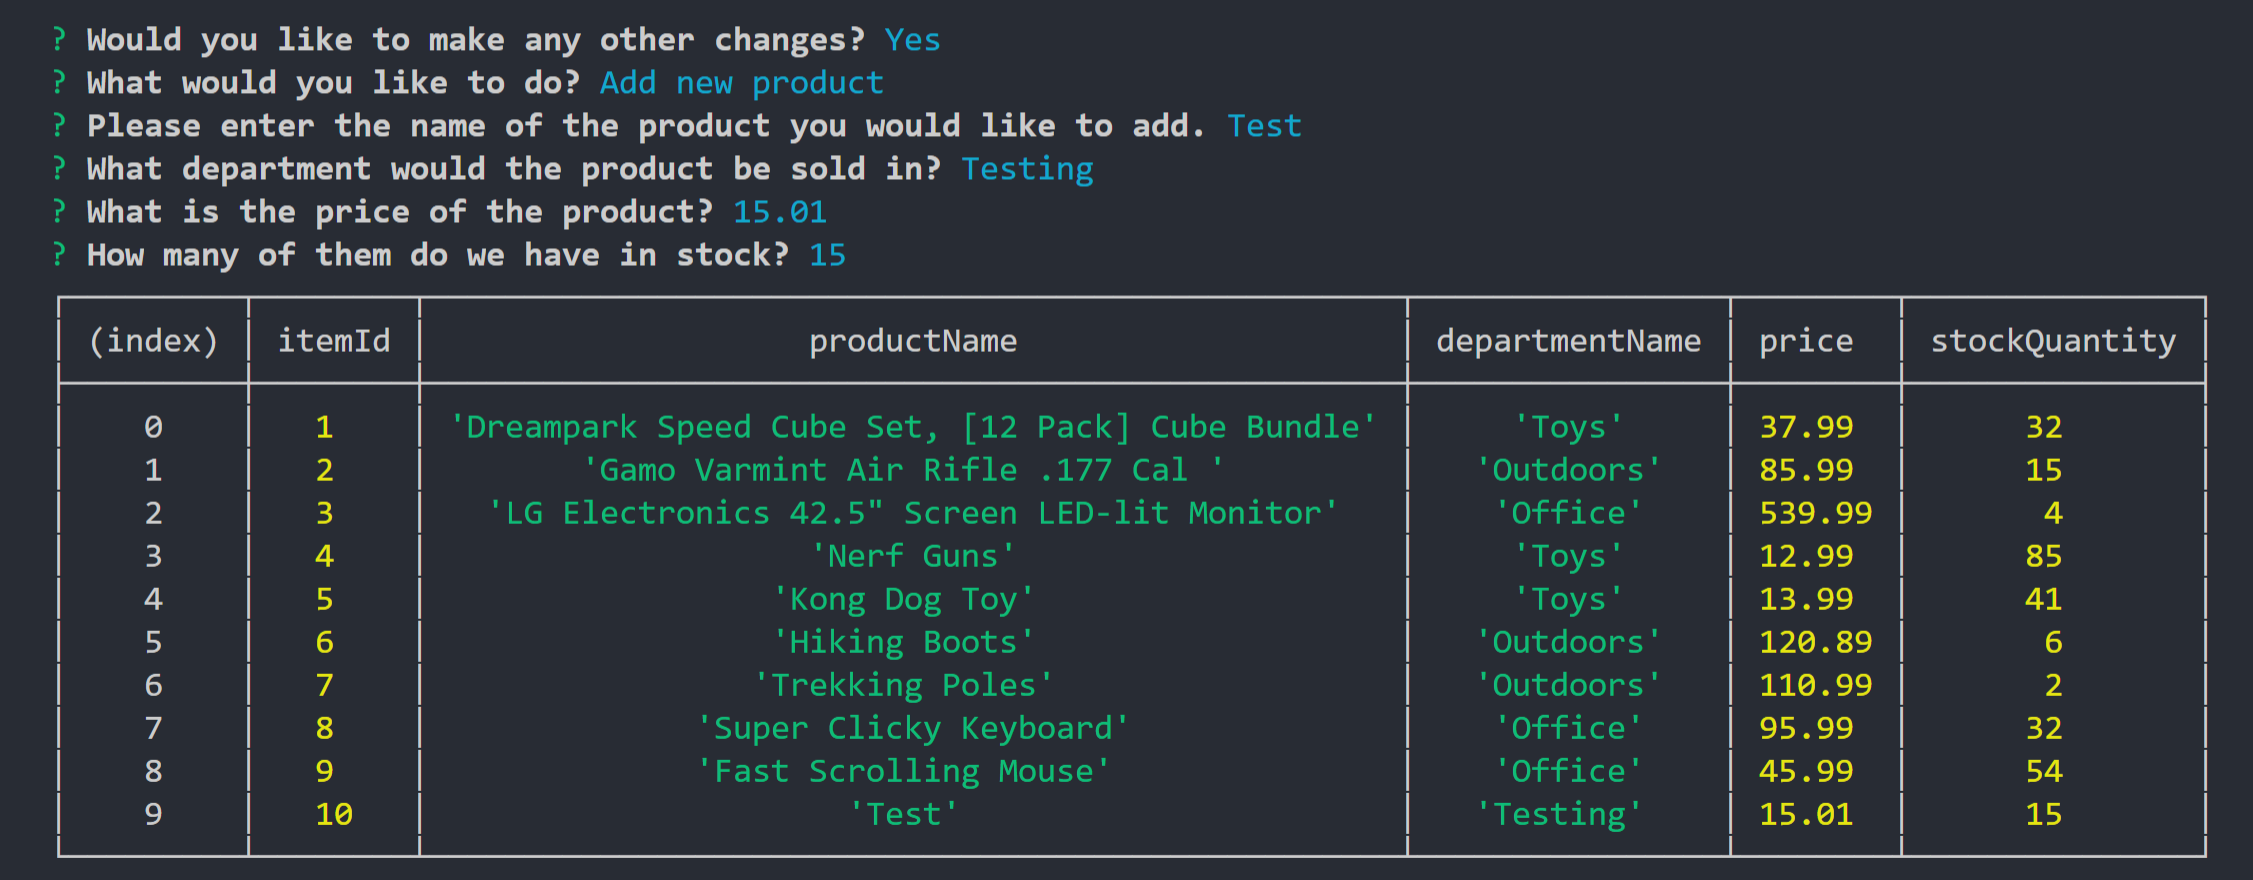 ? Would you like to make any other changes? Yes
? What would you like to do? Add new product
? Please enter the name of the product you would like to add. Test
? What department would the product be sold in? Testing
? What is the price of the product? 15.01
? How many of them do we have in stock? 15
(index) itemId productName departmentName price stockQuantity
0 1 'Dreampark Speed Cube Set, [12 Pack] Cube Bundle' 'Toys' 37.99 32
1 2 'Gamo Varmint Air Rifle .177 Cal ' 'Outdoors' 85.99 15
2 3 'LG Electronics 42.5" Screen LED-lit Monitor' 'Office' 539.99 4
3 4 'Nerf Guns' 'Toys' 12.99 85
4 5 'Kong Dog Toy' 'Toys' 13.99 41
5 6 'Hiking Boots' 'Outdoors' 120.89 6
6 7 'Trekking Poles' 'Outdoors' 110.99 2
7 8 'Super Clicky Keyboard' 'Office' 95.99 32
8 9 'Fast Scrolling Mouse' 'Office' 45.99 54
9 10 'Test' 'Testing' 15.01 15